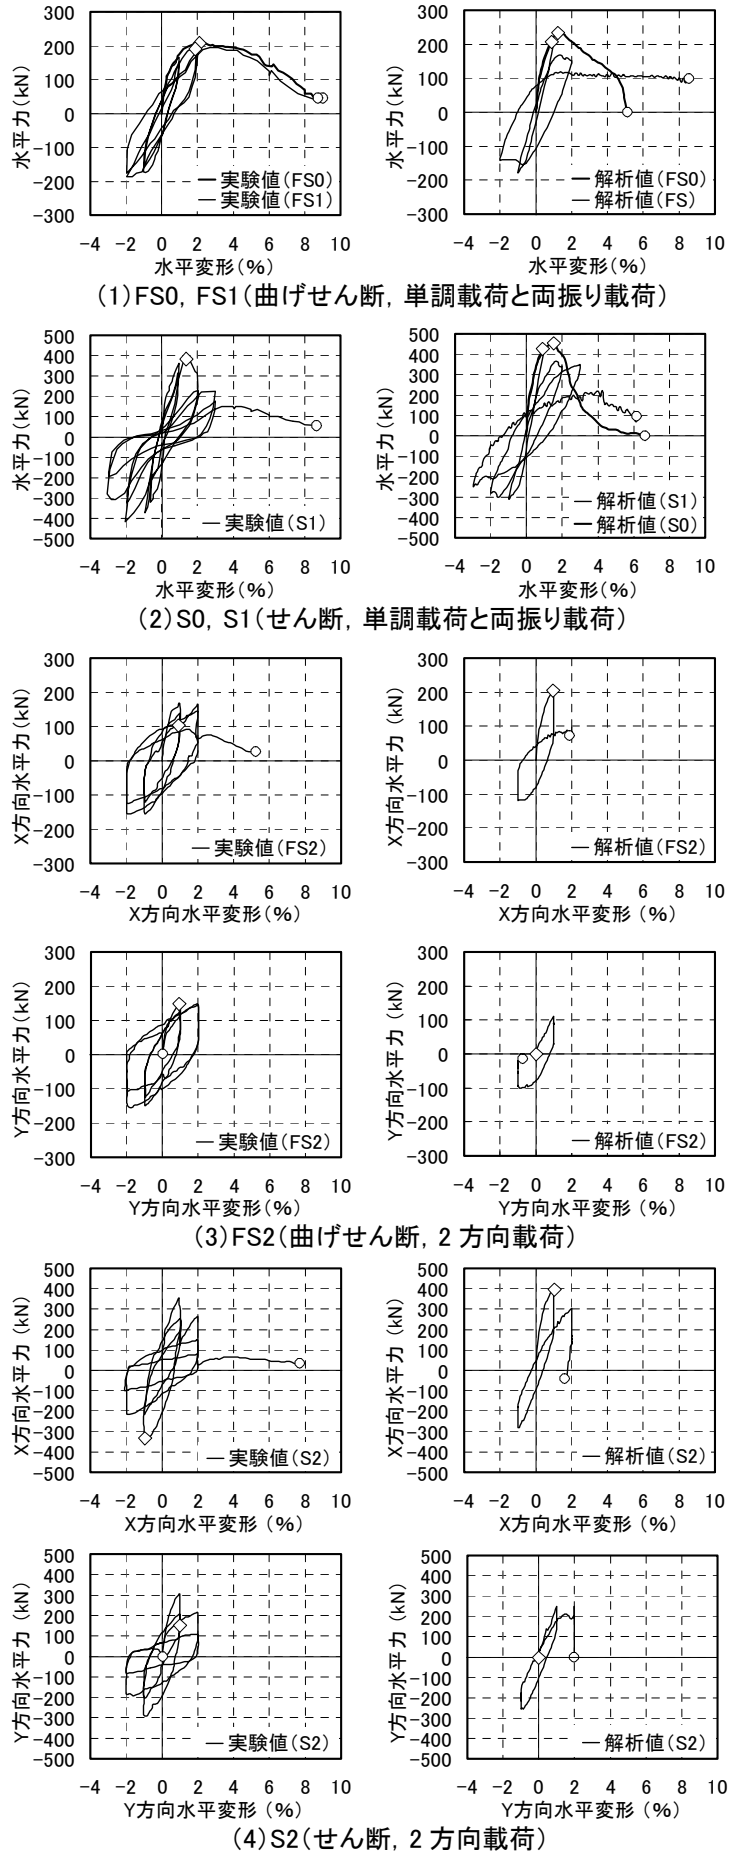 300
200
100
0
−100
−200
−300
水平力(kN)
実験値(FS0)
実験値(FS1)
−4 −2 0 2 4 6 8 10
水平変形(%)
300
200
100
0
−100
−200
−300
水平力(kN)
解析値(FS0)
解析値(FS)
−4 −2 0 2 4 6 8 10
水平変形(%)
(1)FS0, FS1(曲げせん断, 単調載荷と両振り載荷)
500
400
300
200
100
0
−100
−200
−300
−400
−500
水平力(kN)
実験値(S1)
−4 −2 0 2 4 6 8 10
水平変形(%)
500
400
300
200
100
0
−100
−200
−300
−400
−500
水平力(kN)
解析値(S1)
解析値(S0)
−4 −2 0 2 4 6 8 10
水平変形(%)
(2)S0, S1(せん断, 単調載荷と両振り載荷)
300
200
100
0
−100
−200
−300
X方向水平力(kN)
実験値(FS2)
−4 −2 0 2 4 6 8 10
X方向水平変形(%)
300
200
100
0
−100
−200
−300
X方向水平力(kN)
解析値(FS2)
−4 −2 0 2 4 6 8 10
X方向水平変形(%)
300
200
100
0
−100
−200
−300
Y方向水平力(kN)
実験値(FS2)
−4 −2 0 2 4 6 8 10
Y方向水平変形(%)
300
200
100
0
−100
−200
−300
Y方向水平力(kN)
解析値(FS2)
−4 −2 0 2 4 6 8 10
Y方向水平変形(%)
(3)FS2(曲げせん断, 2方向載荷)
500
400
300
200
100
0
−100
−200
−300
−400
−500
X方向水平力(kN)
実験値(S2)
−4 −2 0 2 4 6 8 10
X方向水平変形(%)
500
400
300
200
100
0
−100
−200
−300
−400
−500
X方向水平力(kN)
解析値(S2)
−4 −2 0 2 4 6 8 10
X方向水平変形(%)
500
400
300
200
100
0
−100
−200
−300
−400
−500
Y方向水平力(kN)
実験値(S2)
−4 −2 0 2 4 6 8 10
Y方向水平変形(%)
500
400
300
200
100
0
−100
−200
−300
−400
−500
Y方向水平力(kN)
解析値(S2)
−4 −2 0 2 4 6 8 10
Y方向水平変形(%)
(4)S2(せん断, 2方向載荷)